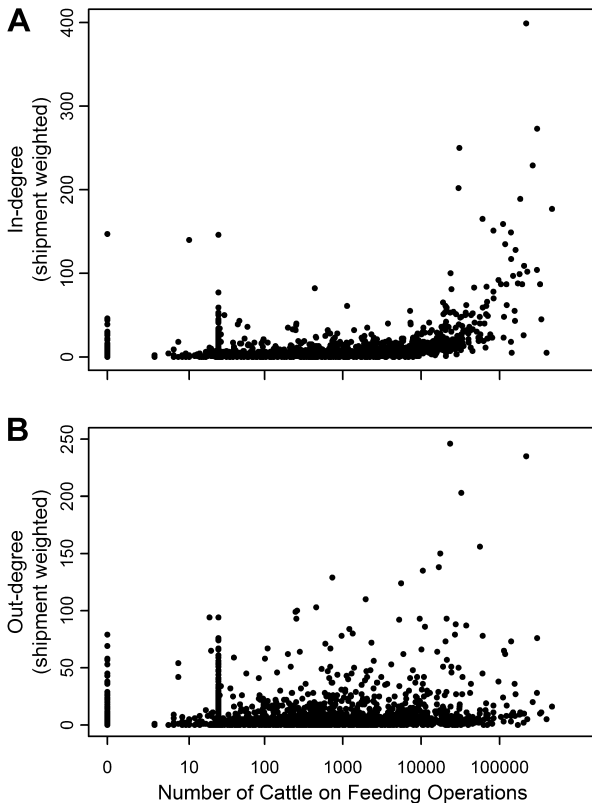 A
400
300
200
100
0
In-degree
(shipment weighted)
B
250
200
150
100
50
0
Out-degree
(shipment weighted)
0 10 100 1000 10000 100000
Number of Cattle on Feeding Operations